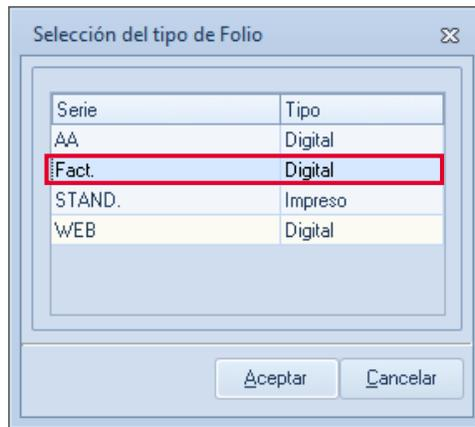 Selección del tipo de Folio
Serie Tipo
AA Digital
Fact. Digital
STAND. Impreso
WEB Digital
Aceptar Cancelar